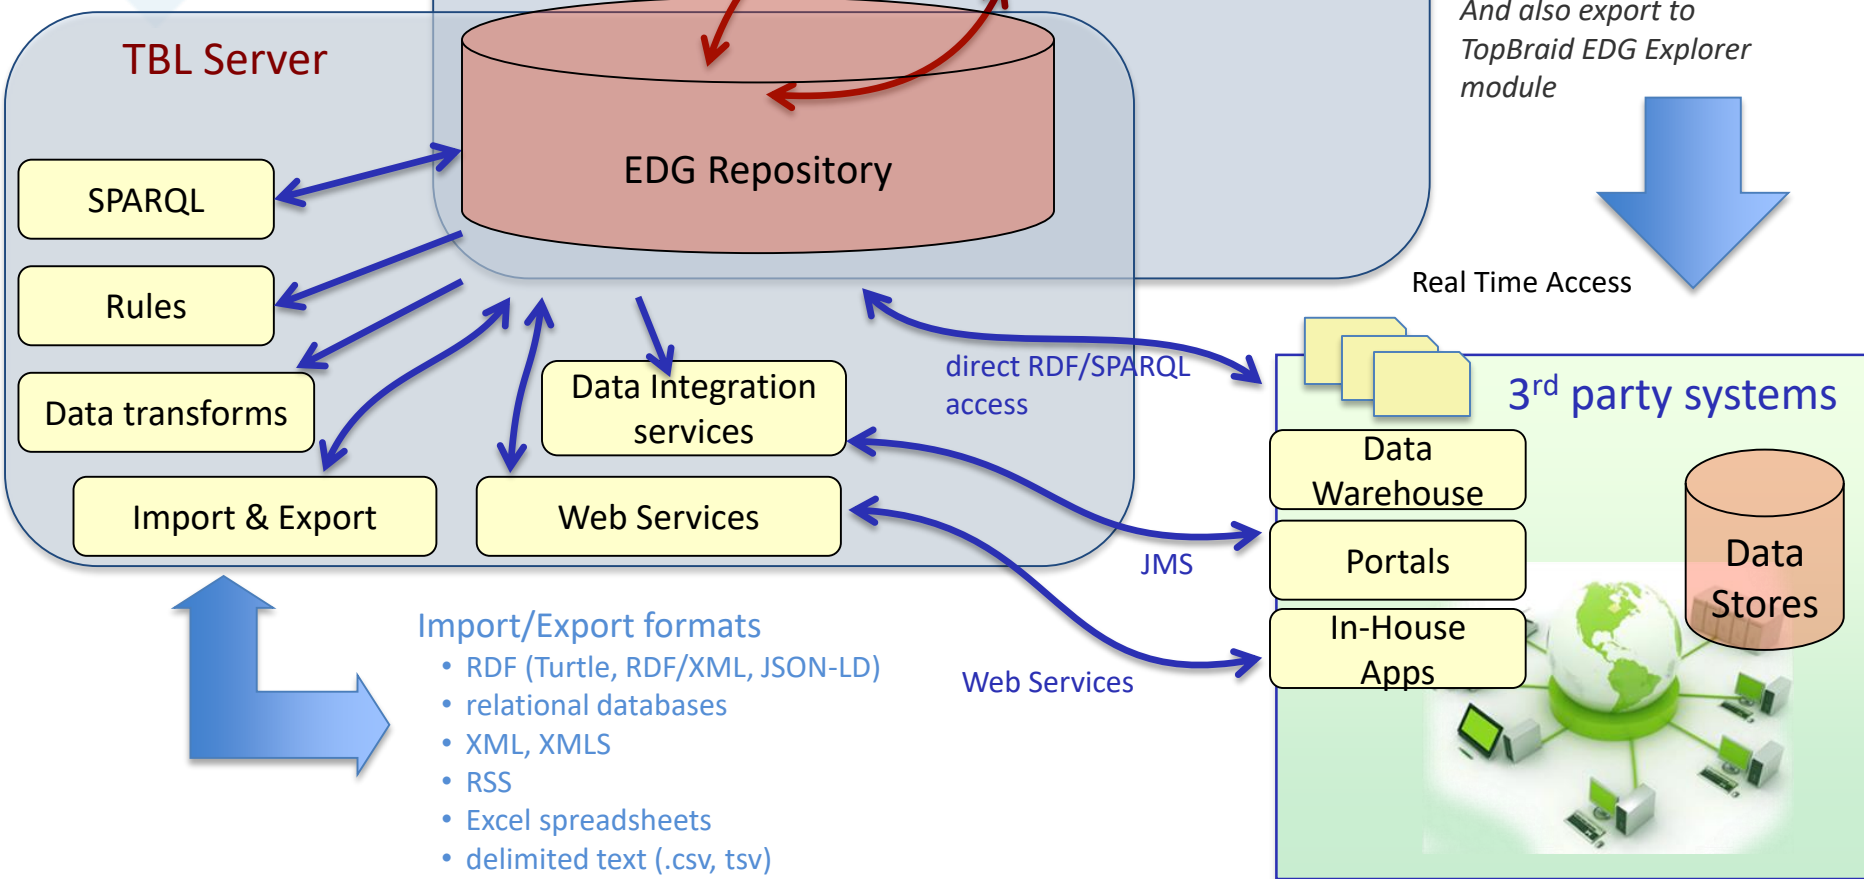 And also export to
TopBraid EDG Explorer
module
TBL Server
EDG Repository
SPARQL
Rules
Data transforms
Import & Export
Data Integration
services
Web Services
direct RDF/SPARQL
access
JMS
Web Services
Real Time Access
3rd party systems
Data
Warehouse
Portals
In-House
Apps
Data
Stores
Import/Export formats
• RDF (Turtle, RDF/XML, JSON-LD)
• relational databases
• XML, XMLS
• RSS
• Excel spreadsheets
• delimited text (.csv, tsv)